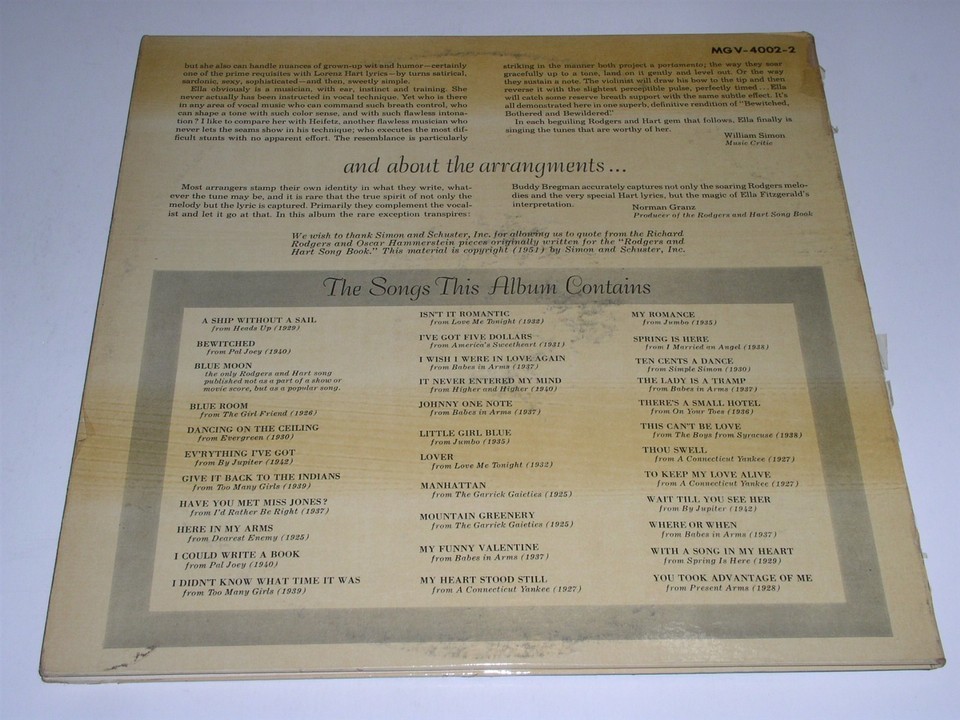 MGV-4002-2
but she also can handle nuances of grown-up wit and humor—certainly
one of the prime requisites with Lorenz Hart lyrics—by turns satirical,
sardonic, sexy, sophisticated—and then, sweetly simple.
Ella obviously is a musician, with ear, instinct and training. She
never actually has been instructed in vocal technique. Yet who is there
in any area of vocal music who can command such breath control, who
can shape a tone with such color sense, and with such flawless intona-
tion? I like to compare her with Heifetz, another flawless musician who
never lets the seams show in his technique; who executes the most dif-
ficult stunts with no apparent effort. The resemblance is particularly
striking in the manner both project a portamento; the way they soar
gracefully up to a tone, land on it gently and level out. Or the way
they sustain a note. The violinist will draw his bow to the tip and then
reverse it with the slightest perceptible pulse, perfectly timed . . . Ella
will catch some reserve breath support with the same subtle effect. It's
all demonstrated here in one superb, definitive rendition of "Bewitched,
Bothered and Bewildered."
In each beguiling Rodgers and Hart gem that follows, Ella finally is
singing the tunes that are worthy of her.
William Simon
Music Critic
and about the arrangments...
Most arrangers stamp their own identity in what they write, what-
ever the tune may be, and it is rare that the true spirit of not only the
melody but the lyric is captured. Primarily they complement the vocal-
ist and let it go at that. In this album the rare exception transpires:
Buddy Bregman accurately captures not only the soaring Rodgers melo-
dies and the very special Hart lyrics, but the magic of Ella Fitzgerald's
interpretation.
Norman Granz
Producer of the Rodgers and Hart Song Book
We wish to thank Simon and Schuster, Inc. for allowing us to quote from the Richard
Rodgers and Oscar Hammerstein pieces originally written for the "Rodgers and
Hart Song Book." This material is copyright (1951) by Simon and Schuster, Inc.
The Songs This Album Contains
A SHIP WITHOUT A SAIL
from Heads Up (1929)
BEWITCHED
from Pal Joey (1940)
BLUE MOON
the only Rodgers and Hart song
published not as a part of a show or
movie score, but as a popular song.
BLUE ROOM
from The Girl Friend (1926)
DANCING ON THE CEILING
from Evergreen (1930)
EV'RYTHING I'VE GOT
from By Jupiter (1942)
GIVE IT BACK TO THE INDIANS
from Too Many Girls (1939)
HAVE YOU MET MISS JONES?
from I'd Rather Be Right (1937)
HERE IN MY ARMS
from Dearest Enemy (1925)
I COULD WRITE A BOOK
from Pal Joey (1940)
I DIDN'T KNOW WHAT TIME IT WAS
from Too Many Girls (1939)
ISN'T IT ROMANTIC
from Love Me Tonight (1932)
I'VE GOT FIVE DOLLARS
from America's Sweetheart (1931)
I WISH I WERE IN LOVE AGAIN
from Babes in Arms (1937)
IT NEVER ENTERED MY MIND
from Higher and Higher (1940)
JOHNNY ONE NOTE
from Babes in Arms (1937)
LITTLE GIRL BLUE
from Jumbo (1935)
LOVER
from Love Me Tonight (1932)
MANHATTAN
from The Garrick Gaieties (1925)
MOUNTAIN GREENERY
from The Garrick Gaieties (1925)
MY FUNNY VALENTINE
from Babes in Arms (1937)
MY HEART STOOD STILL
from A Connecticut Yankee (1927)
MY ROMANCE
from Jumbo (1935)
SPRING IS HERE
from I Married an Angel (1938)
TEN CENTS A DANCE
from Simple Simon (1930)
THE LADY IS A TRAMP
from Babes in Arms (1937)
THERE'S A SMALL HOTEL
from On Your Toes (1936)
THIS CAN'T BE LOVE
from The Boys from Syracuse (1938)
THOU SWELL
from A Connecticut Yankee (1927)
TO KEEP MY LOVE ALIVE
from A Connecticut Yankee (1927)
WAIT TILL YOU SEE HER
from By Jupiter (1942)
WHERE OR WHEN
from Babes in Arms (1937)
WITH A SONG IN MY HEART
from Spring Is Here (1929)
YOU TOOK ADVANTAGE OF ME
from Present Arms (1928)